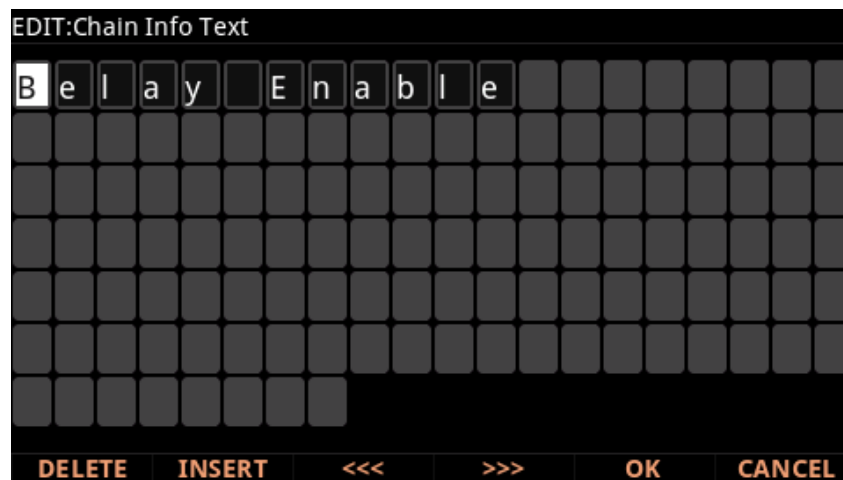 EDIT:Chain Info Text
Belay Enable
DELETE INSERT <<< >>> OK CANCEL